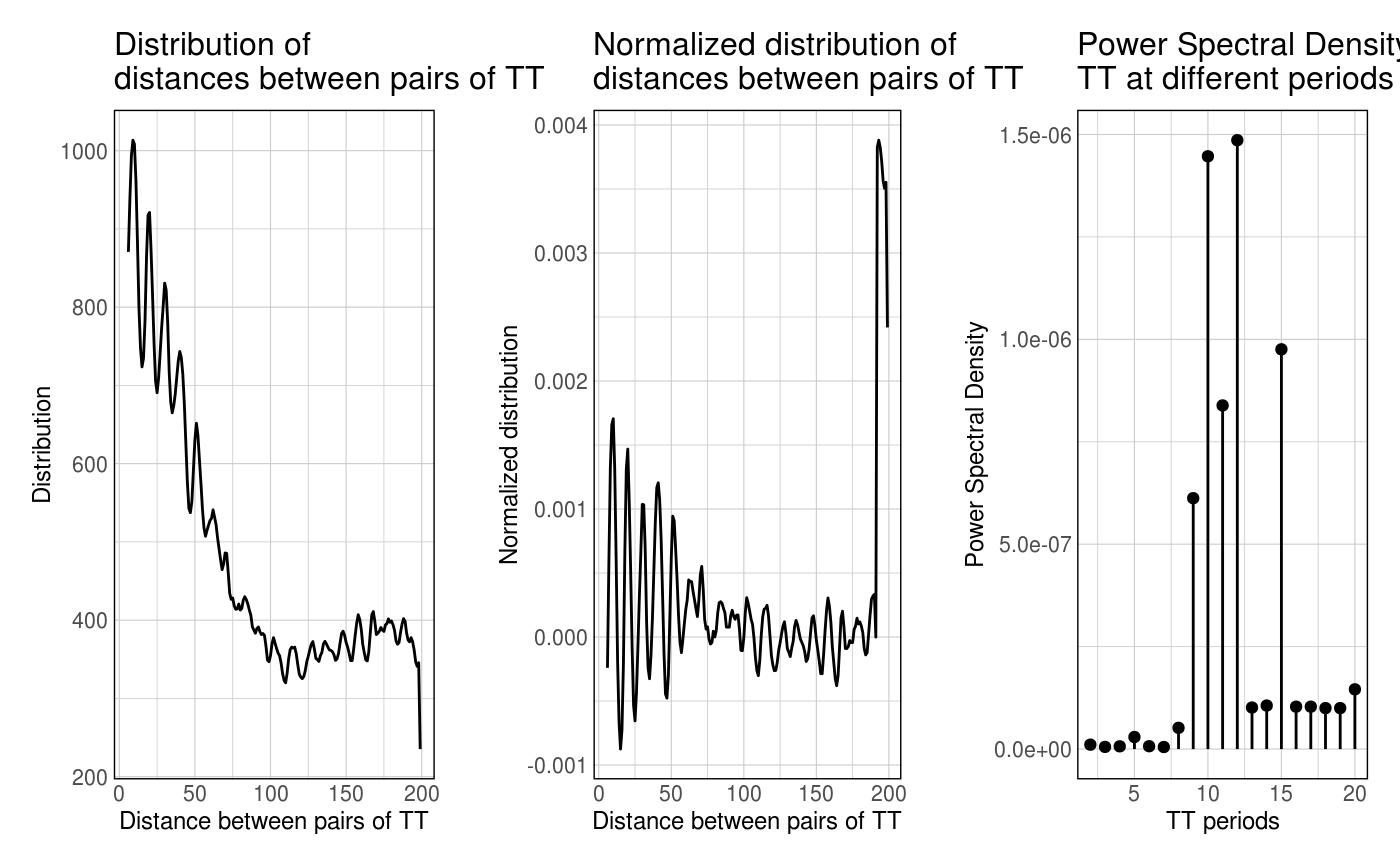 Distribution of
distances between pairs of TT
Normalized distribution of
distances between pairs of TT
Power Spectral Density
TT at different periods
1000
800
600
400
200
Distribution
0 50 100 150 200
Distance between pairs of TT
0.004
0.003
0.002
0.001
0.000
-0.001
Normalized distribution
0 50 100 150 200
Distance between pairs of TT
1.5e-06
1.0e-06
5.0e-07
0.0e+00
Power Spectral Density
5 10 15 20
TT periods